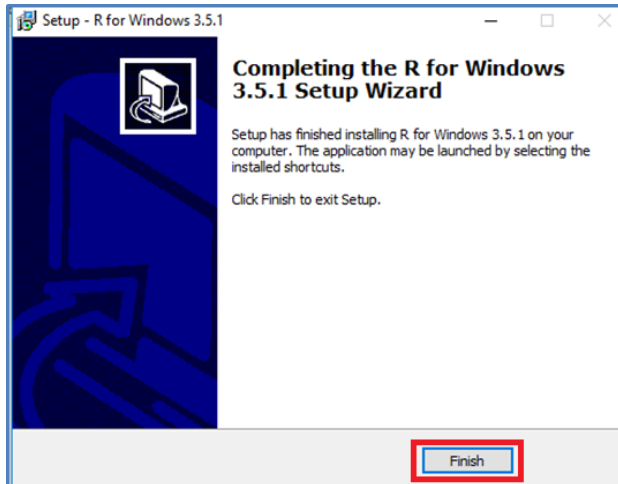 Setup - R for Windows 3.5.1
Completing the R for Windows
3.5.1 Setup Wizard
Setup has finished installing R for Windows 3.5.1 on your
computer. The application may be launched by selecting the
installed shortcuts.
Click Finish to exit Setup.
Finish